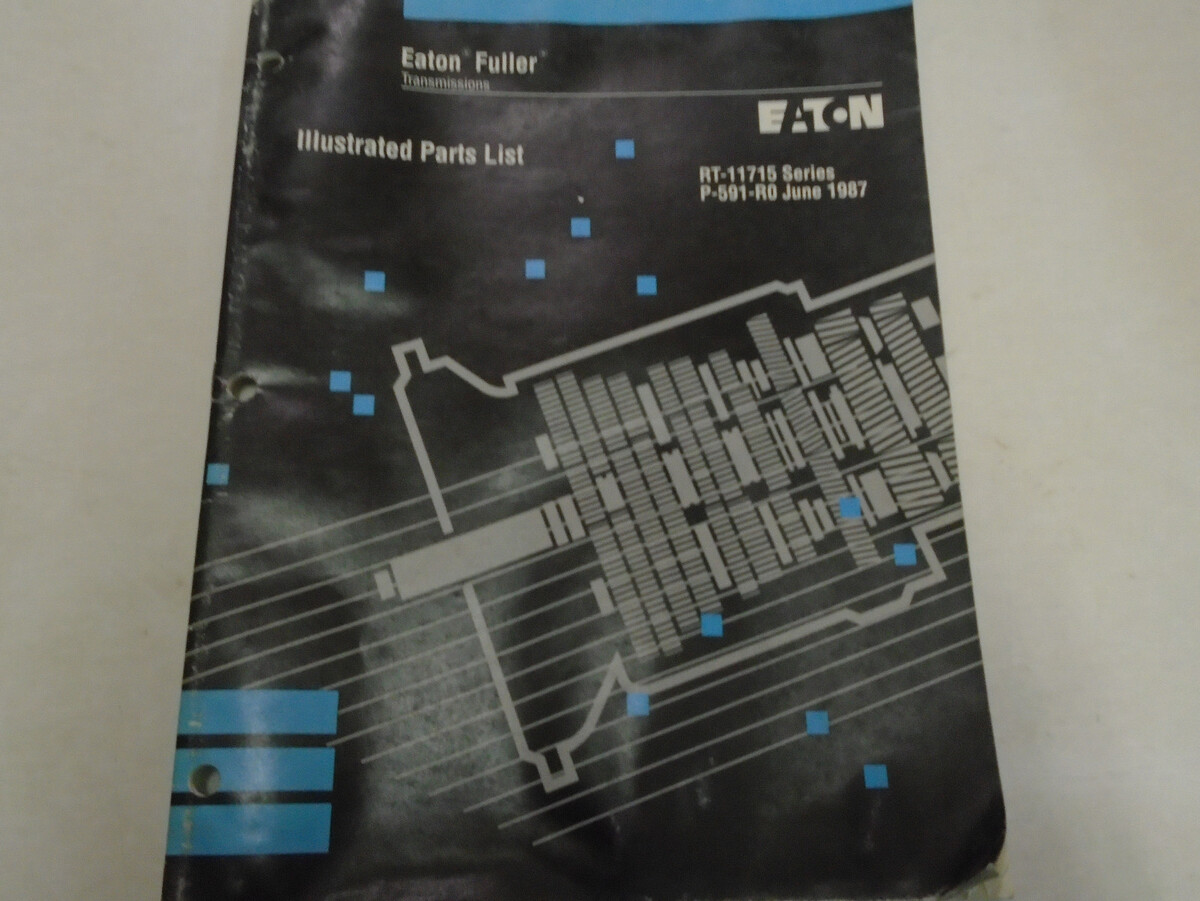 Eaton® Fuller®
Transmissions
EATON
Illustrated Parts List
RT-11715 Series
P-591-R0 June 1987